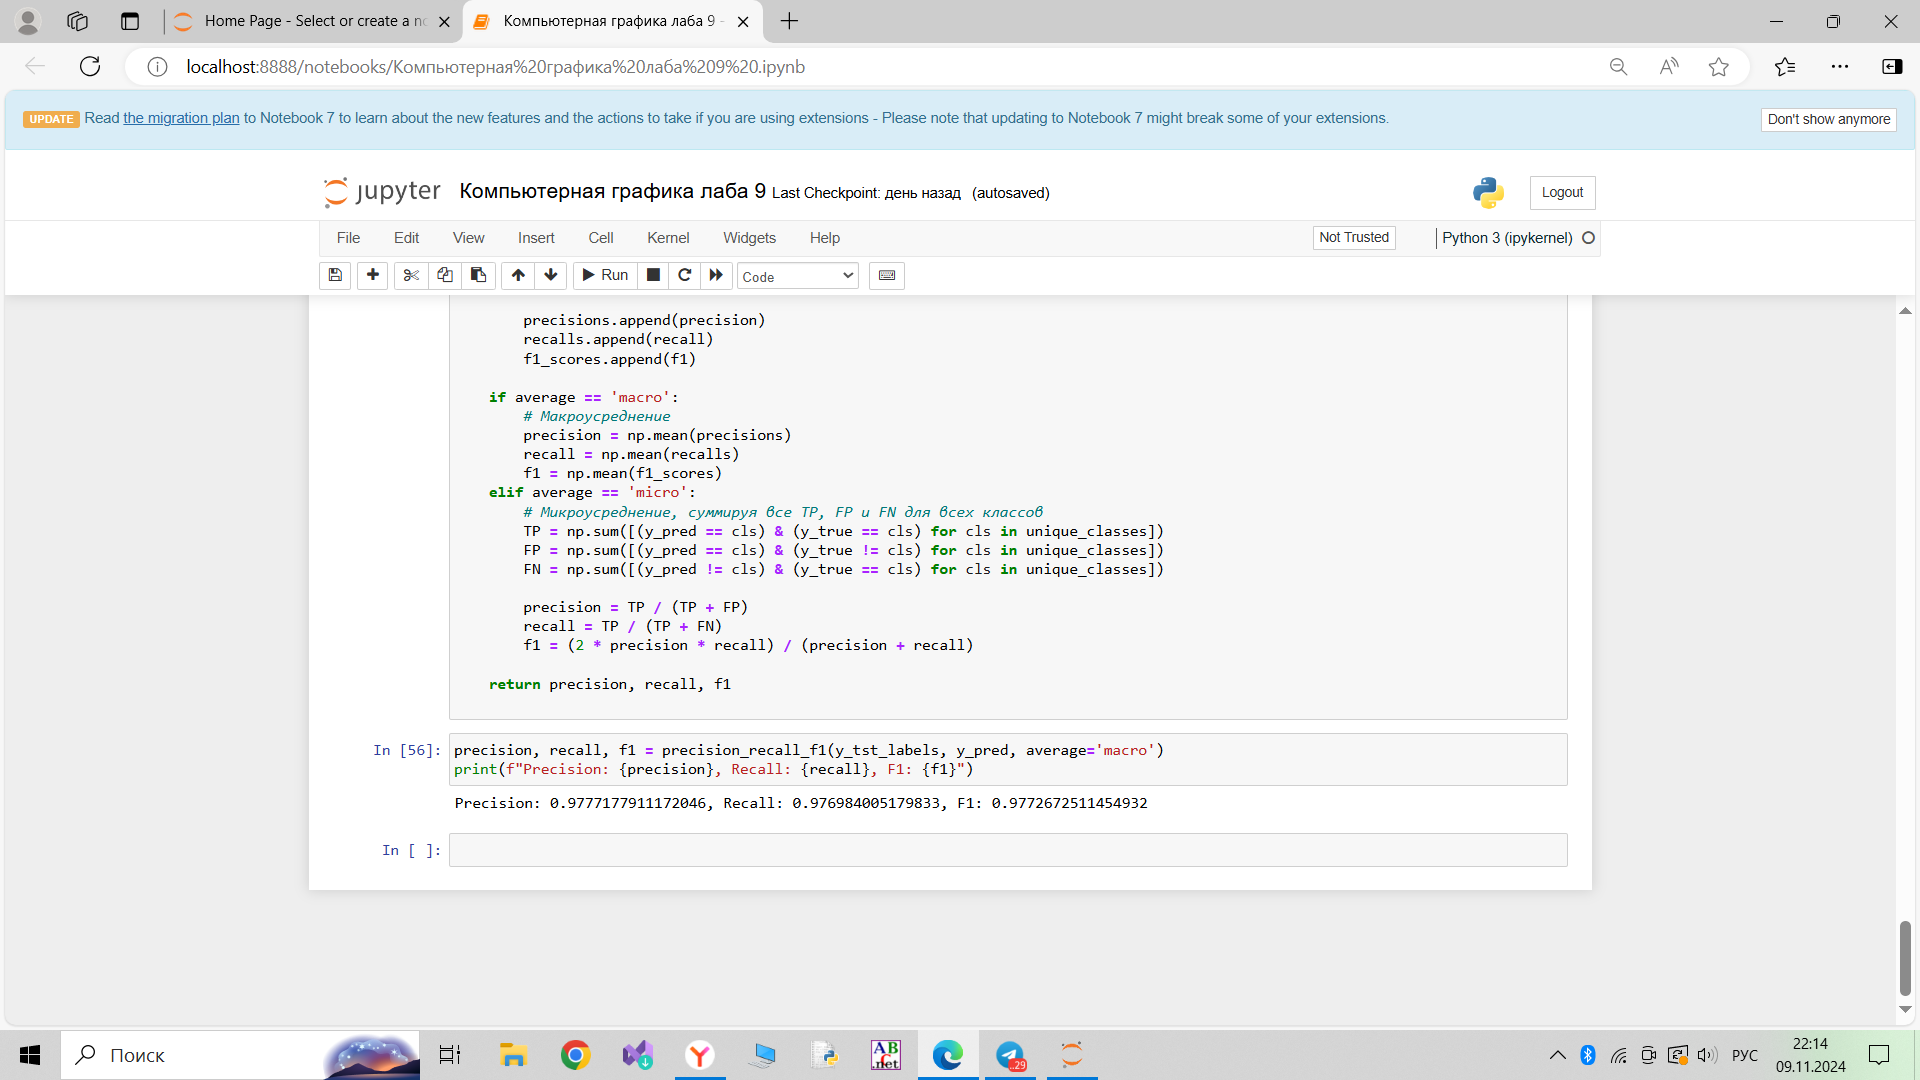 Home Page - Select or create a no
Компьютерная графика лаба 9 -
localhost:8888/notebooks/Компьютерная%20графика%20лаба%209%20.ipynb
UPDATE Read the migration plan to Notebook 7 to learn about the new features and the actions to take if you are using extensions - Please note that updating to Notebook 7 might break some of your extensions.
Don't show anymore
jupyter Компьютерная графика лаба 9 Last Checkpoint: день назад (autosaved)
Logout
File Edit View Insert Cell Kernel Widgets Help
Not Trusted
Python 3 (ipykernel)
Run
Code
precisions.append(precision)
recalls.append(recall)
f1_scores.append(f1)
if average == 'macro':
# Макроусреднение
precision = np.mean(precisions)
recall = np.mean(recalls)
f1 = np.mean(f1_scores)
elif average == 'micro':
# Микроусреднение, суммируя все TP, FP и FN для всех классов
TP = np.sum([(y_pred == cls) & (y_true == cls) for cls in unique_classes])
FP = np.sum([(y_pred == cls) & (y_true != cls) for cls in unique_classes])
FN = np.sum([(y_pred != cls) & (y_true == cls) for cls in unique_classes])
precision = TP / (TP + FP)
recall = TP / (TP + FN)
f1 = (2 * precision * recall) / (precision + recall)
return precision, recall, f1
In [56]: precision, recall, f1 = precision_recall_f1(y_tst_labels, y_pred, average='macro')
print(f"Precision: {precision}, Recall: {recall}, F1: {f1}")
Precision: 0.9777177911172046, Recall: 0.976984005179833, F1: 0.9772672511454932
In [ ]:
Поиск
ABC .net
..29
РУС
22:14
09.11.2024